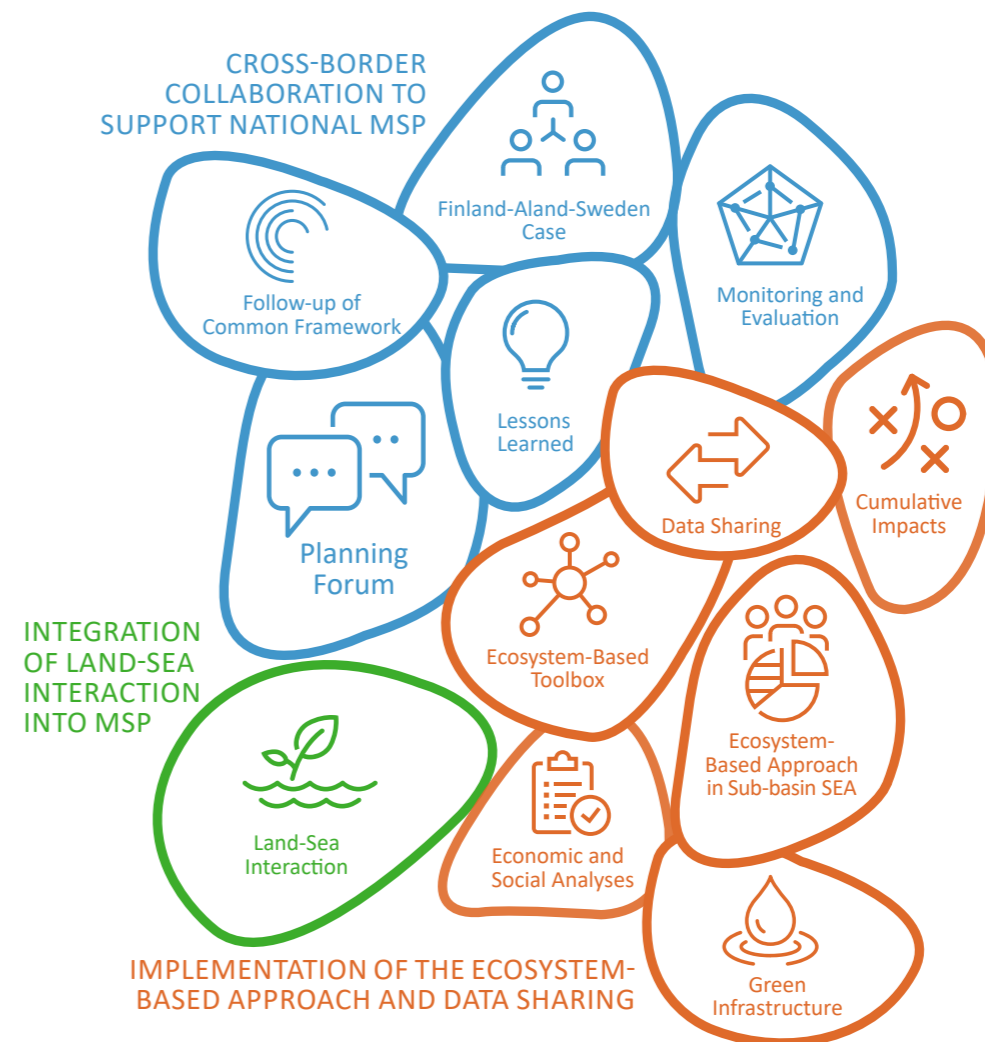 CROSS-BORDER
COLLABORATION TO
SUPPORT NATIONAL MSP
Finland-Aland-Sweden
Case
Follow-up of
Common Framework
Monitoring and
Evaluation
Lessons
Learned
Planning
Forum
Data Sharing
Cumulative
Impacts
Ecosystem-Based
Toolbox
Ecosystem-
Based Approach
in Sub-basin SEA
INTEGRATION
OF LAND-SEA
INTERACTION
INTO MSP
Land-Sea
Interaction
Economic and
Social Analyses
Green
Infrastructure
IMPLEMENTATION OF THE ECOSYSTEM-
BASED APPROACH AND DATA SHARING